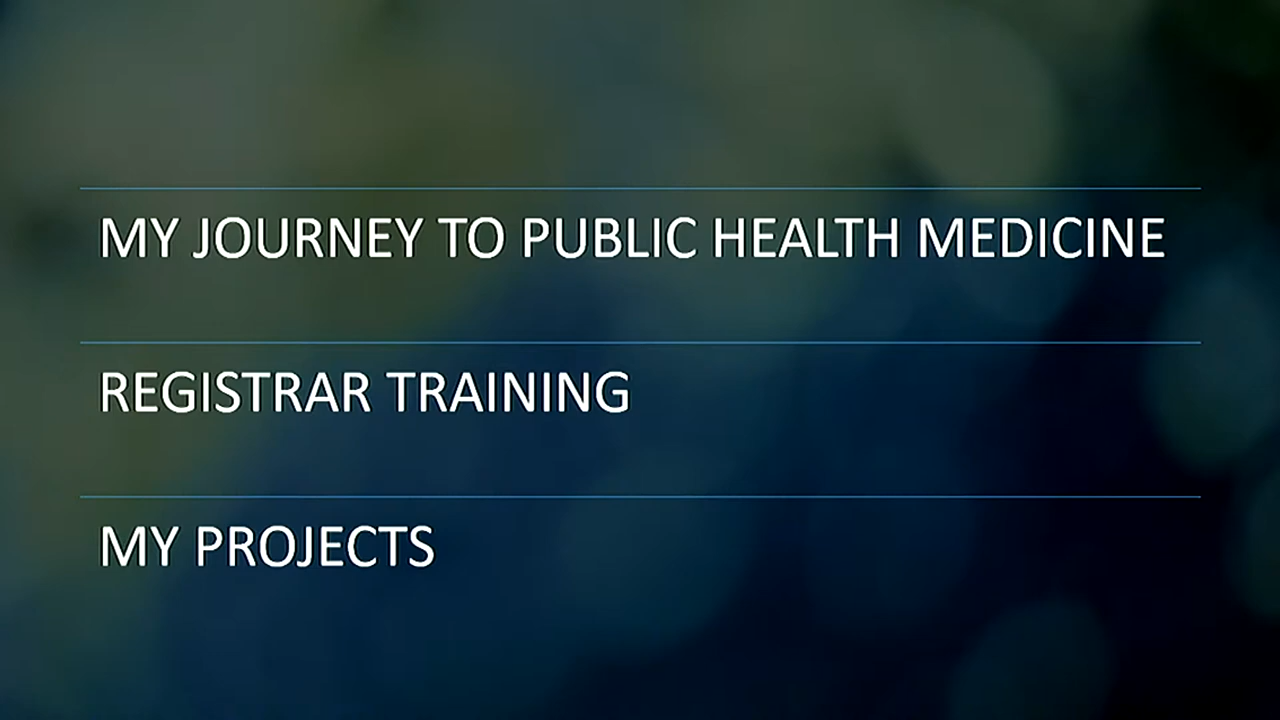 MY JOURNEY TO PUBLIC HEALTH MEDICINE
REGISTRAR TRAINING
MY PROJECTS